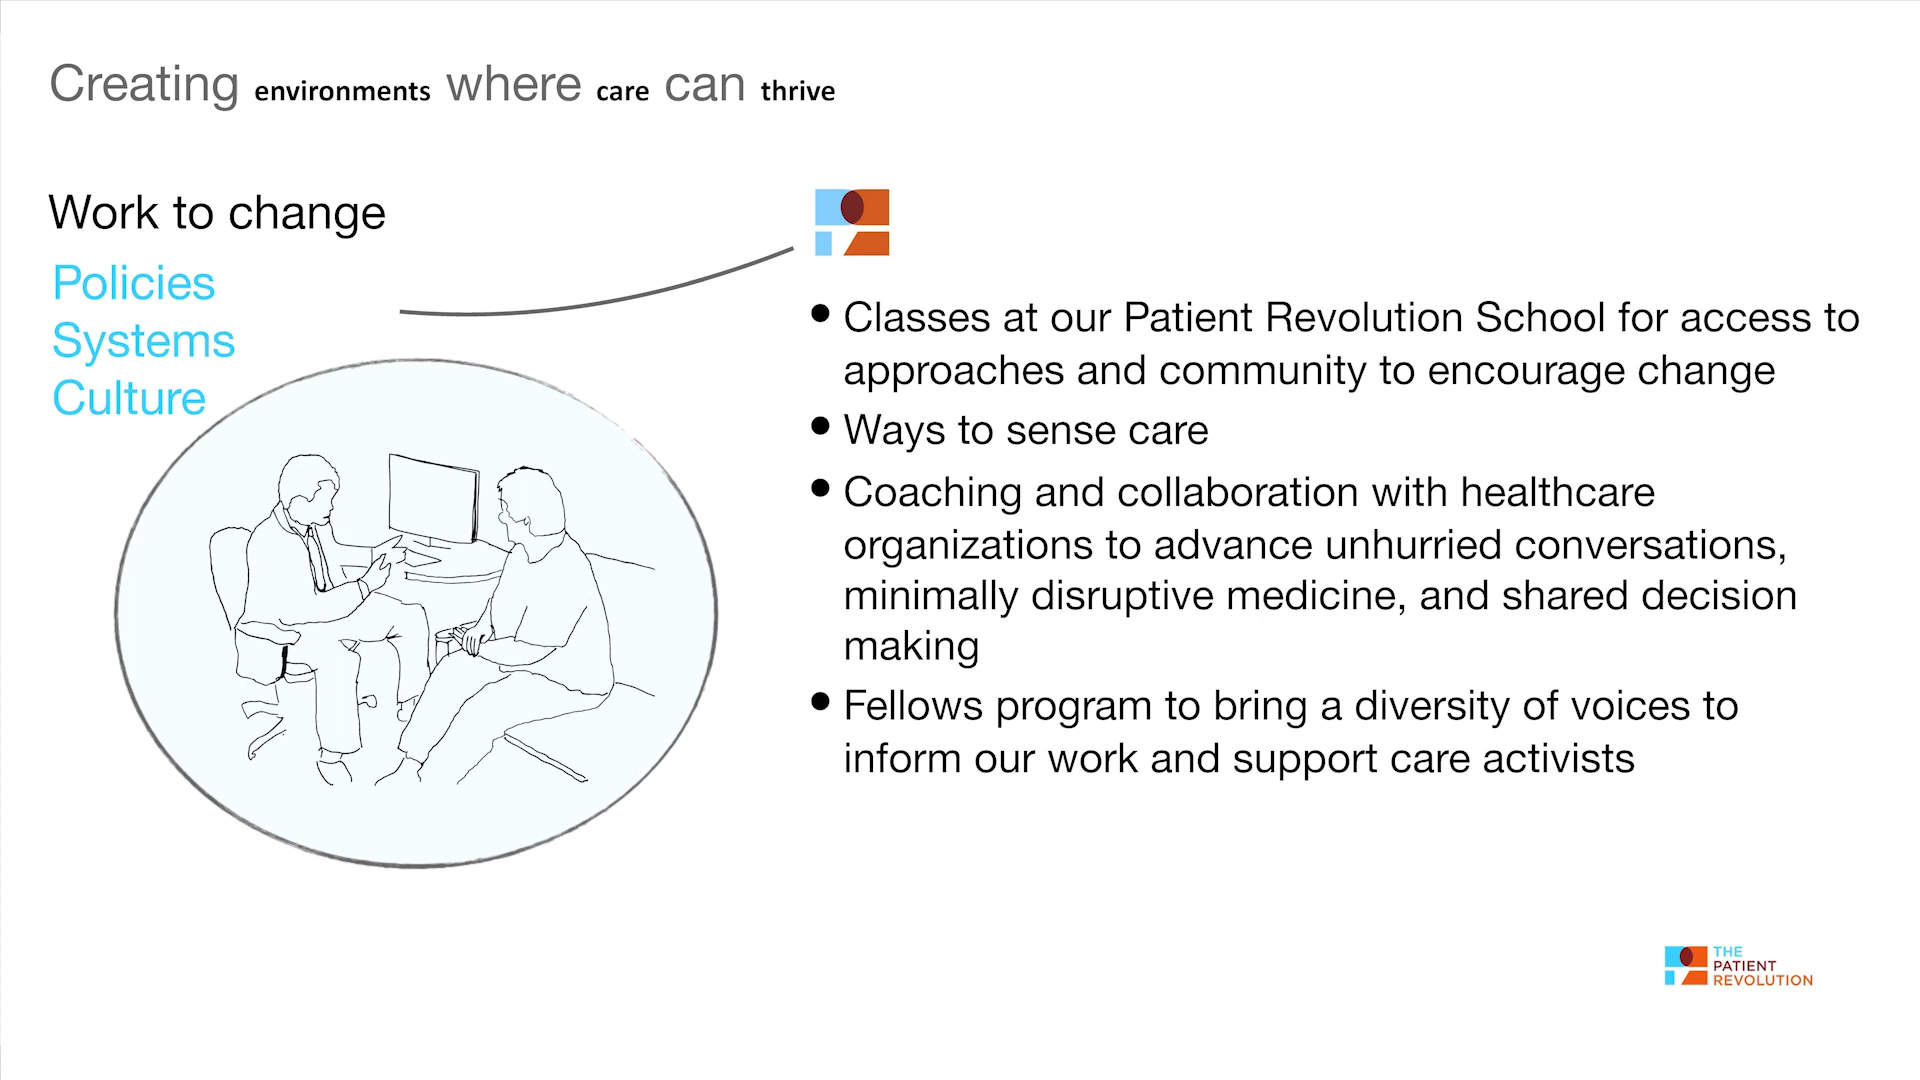 Creating environments where care can thrive
Work to change
Policies
Systems
Culture
• Classes at our Patient Revolution School for access to
approaches and community to encourage change
• Ways to sense care
• Coaching and collaboration with healthcare
organizations to advance unhurried conversations,
minimally disruptive medicine, and shared decision
making
• Fellows program to bring a diversity of voices to
inform our work and support care activists
THE
PATIENT
REVOLUTION